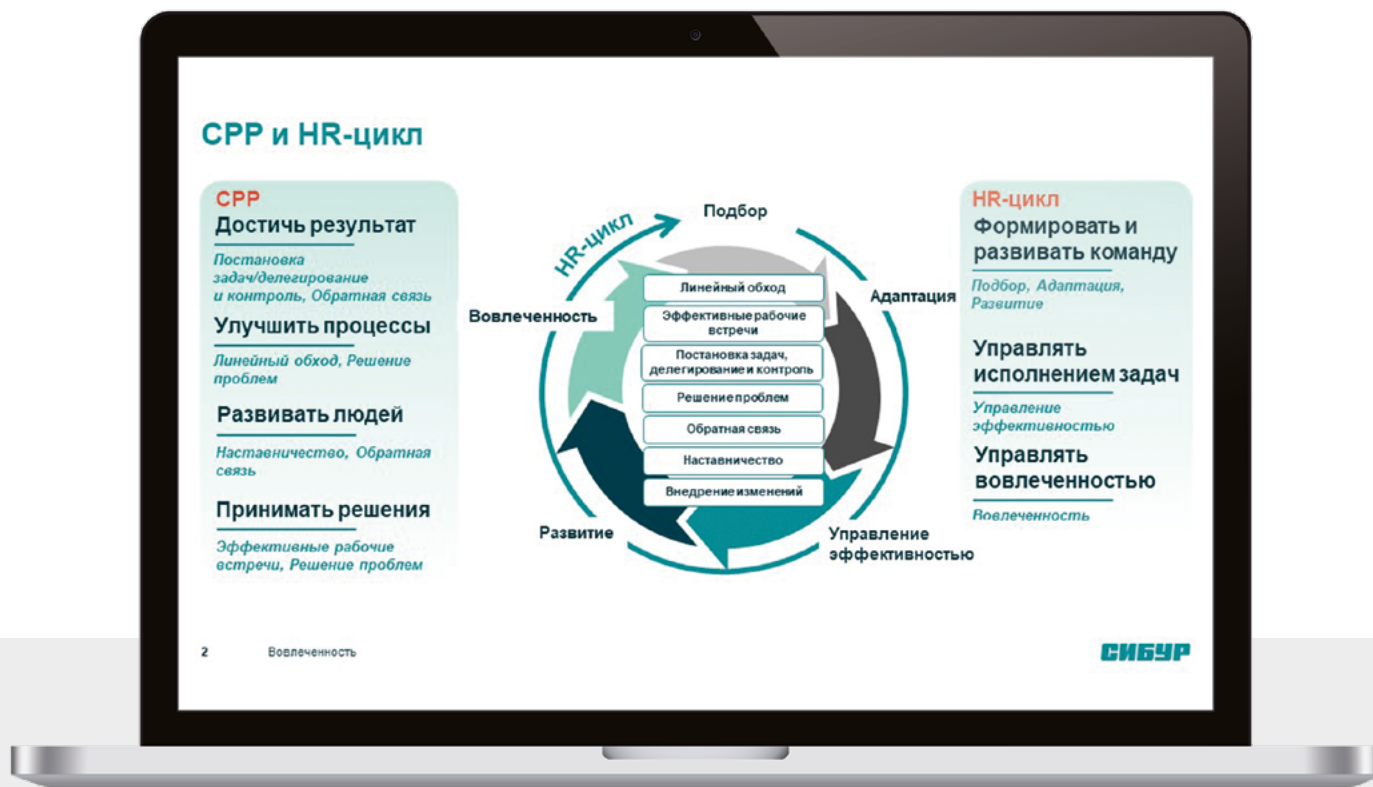 СРР и HR-цикл
СРР
Достичь результат
Постановка
задач/делегирование
и контроль, Обратная связь
Улучшить процессы
Линейный обход, Решение
проблем
Развивать людей
Наставничество, Обратная
связь
Принимать решения
Эффективные рабочие
встречи, Решение проблем
HR-цикл
Подбор
Адаптация
Управление
эффективностью
Развитие
Вовлеченность
Линейный обход
Эффективные рабочие
встречи
Постановка задач,
делегирование и контроль
Решение проблем
Обратная связь
Наставничество
Внедрение изменений
HR-цикл
Формировать и
развивать команду
Подбор, Адаптация,
Развитие
Управлять
исполнением задач
Управление
эффективностью
Управлять
вовлеченностью
Вовлеченность
2
Вовлеченность
СИБУР